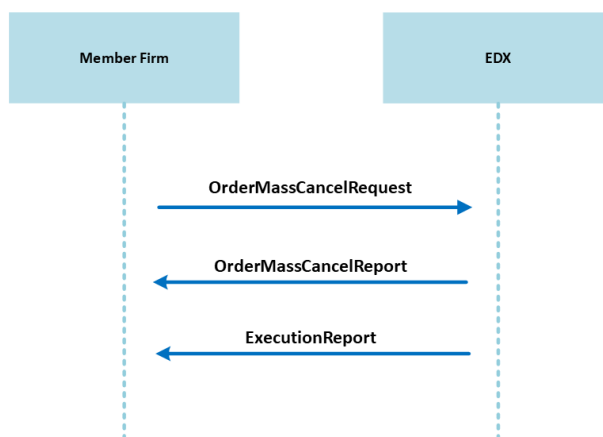 Member Firm
EDX
OrderMassCancelRequest
OrderMassCancelReport
ExecutionReport